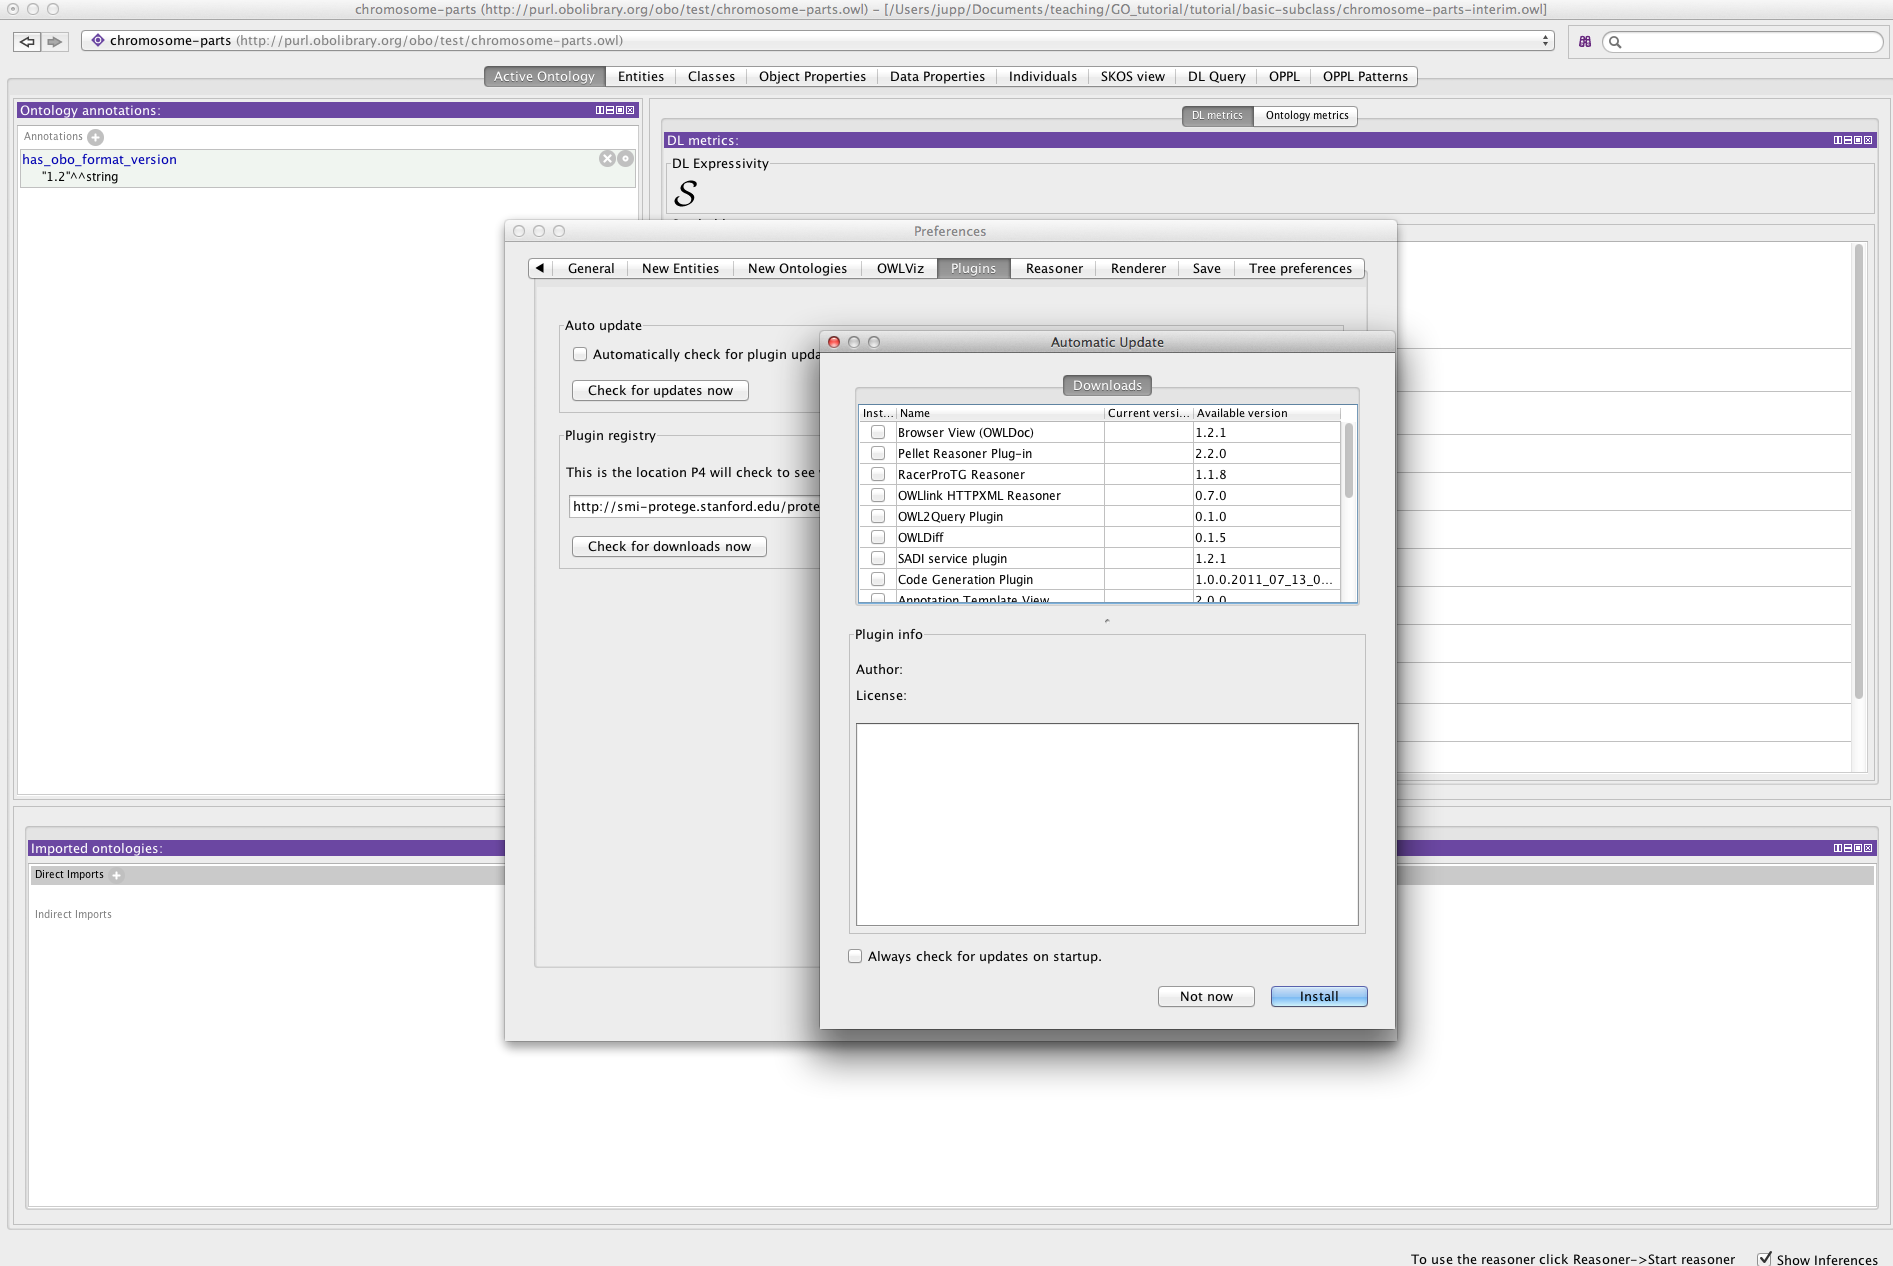 chromosome-parts (http://purl.obolibrary.org/obo/test/chromosome-parts.owl) – [/Users/jupp/Documents/teaching/GO_tutorial/tutorial/basic-subclass/chromosome-parts-interim.owl]
chromosome-parts (http://purl.obolibrary.org/obo/test/chromosome-parts.owl)
Active Ontology Entities Classes Object Properties Data Properties Individuals SKOS view DL Query OPPL OPPL Patterns
Ontology annotations:
Annotations
has_obo_format_version
"1.2"^^string
DL metrics Ontology metrics
DL metrics:
DL Expressivity
S
Preferences
General New Entities New Ontologies OWLViz Plugins Reasoner Renderer Save Tree preferences
Auto update
Automatically check for plugin upda
Check for updates now
Plugin registry
This is the location P4 will check to see
http://smi-protege.stanford.edu/prote
Check for downloads now
Automatic Update
Downloads
Inst... Name Current versi... Available version
Browser View (OWLDoc) 1.2.1
Pellet Reasoner Plug-in 2.2.0
RacerProTG Reasoner 1.1.8
OWLlink HTTPXML Reasoner 0.7.0
OWL2Query Plugin 0.1.0
OWLDiff 0.1.5
SADI service plugin 1.2.1
Code Generation Plugin 1.0.0.2011_07_13_0...
Annotation Template View 2.0.0
Plugin info
Author:
License:
Always check for updates on startup.
Not now Install
Imported ontologies:
Direct Imports
Indirect Imports
To use the reasoner click Reasoner->Start reasoner Show Inferences